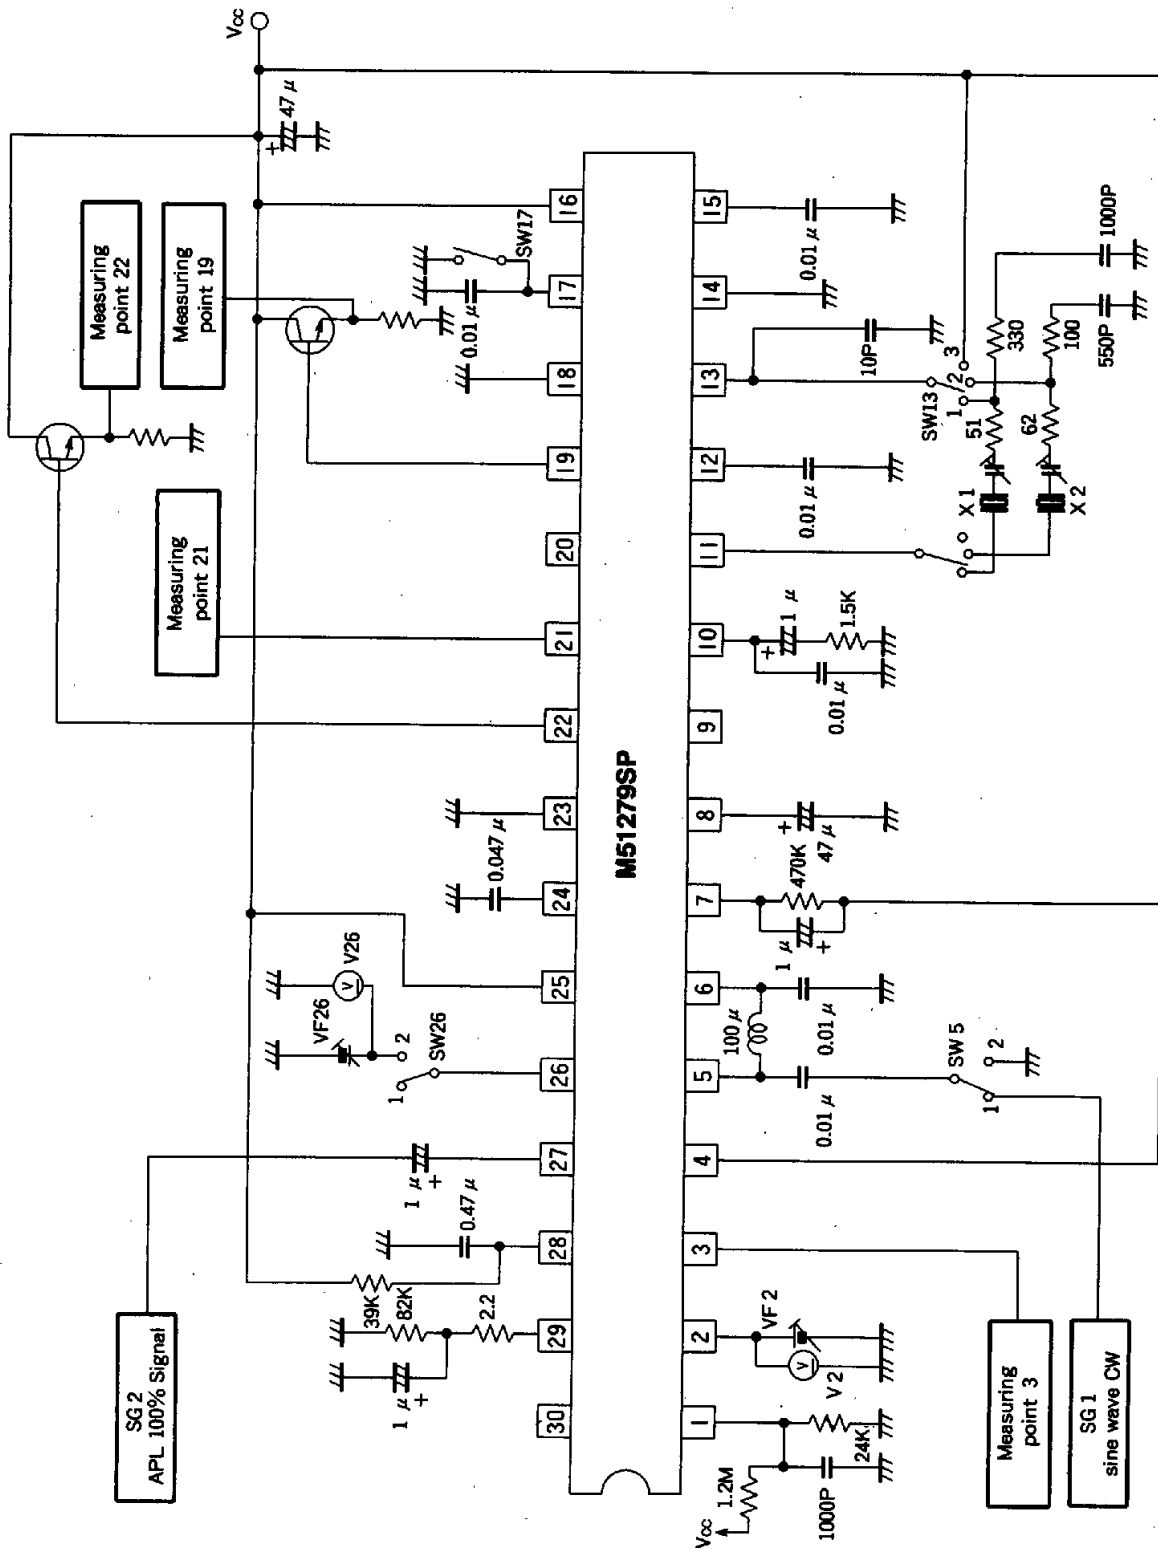 Vcc
47 μ
+
Measuring
point 22
Measuring
point 19
Measuring
point 21
SW17
0.01 μ
V26
V
VF26
2
SW26
1
0.047 μ
SG 2
APL 100% Signal
1 μ
+
0.47 μ
39K
82K
2.2
1 μ
+
30
29
28
27
26
25
24
23
22
21
20
19
18
17
16
M51279SP
1
2
3
4
5
6
7
8
9
10
11
12
13
14
15
Vcc
1.2M
1000P
24K
V 2
V
VF 2
Measuring
point 3
SG 1
sine wave CW
100 μ
0.01 μ
0.01 μ
SW 5
1
2
1 μ
+
470K
+
47 μ
+
1 μ
1.5K
0.01 μ
0.01 μ
X 1
X 2
51
62
SW13
1
2
3
10P
330
100
550P
1000P
0.01 μ